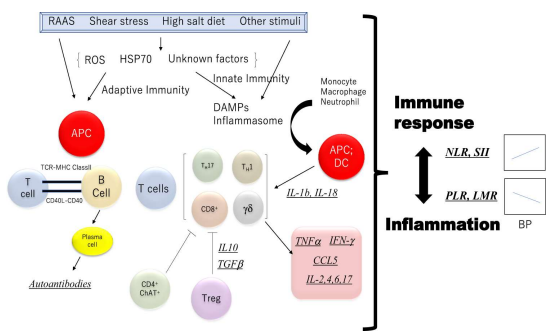 RAAS Shear stress High salt diet Other stimuli
ROS HSP70 Unknown factors
Innate Immunity
Adaptive Immunity
Monocyte
Macrophage
Neutrophil
DAMPs
Inflammasome
APC
APC;
DC
TCR-MHC ClassII
T
cell
B
Cell
CD40L-CD40
T cells
TH17
TH1
CD8+
γδ
IL-1b, IL-18
Plasma
cell
Autoantibodies
IL10
TGFβ
CD4+
ChAT+
Treg
TNFα IFN-γ
CCL5
IL-2,4,6,17
Immune
response
NLR, SII
PLR, LMR
Inflammation
BP